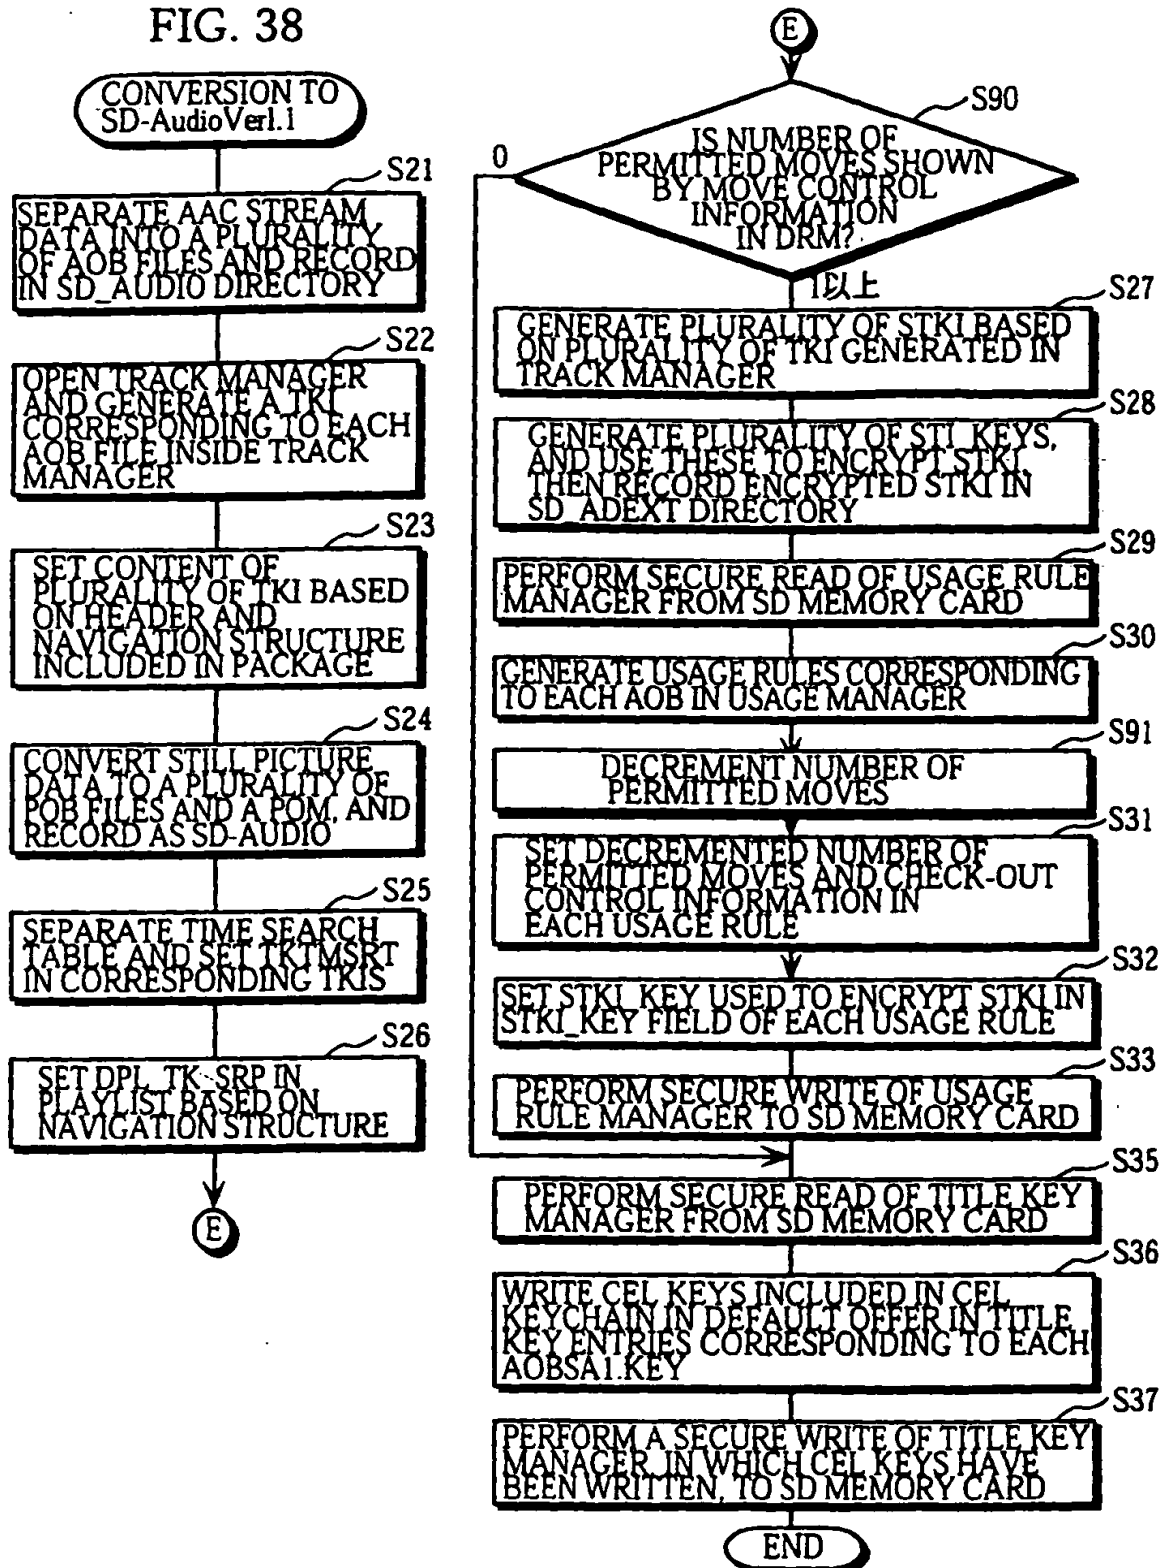 FIG. 38
CONVERSION TO
SD-AudioVer1.1
S21
SEPARATE AAC STREAM
DATA INTO A PLURALITY
OF AOB FILES AND RECORD
IN SD_AUDIO DIRECTORY
S22
OPEN TRACK MANAGER
AND GENERATE A TKI
CORRESPONDING TO EACH
AOB FILE INSIDE TRACK
MANAGER
S23
SET CONTENT OF
PLURALITY OF TKI BASED
ON HEADER AND
NAVIGATION STRUCTURE
INCLUDED IN PACKAGE
S24
CONVERT STILL PICTURE
DATA TO A PLURALITY OF
POB FILES AND A POM, AND
RECORD AS SD-AUDIO
S25
SEPARATE TIME SEARCH
TABLE AND SET TKTMSRT
IN CORRESPONDING TKIS
S26
SET DPL_TK-SRP IN
PLAYLIST BASED ON
NAVIGATION STRUCTURE
E
E
S90
IS NUMBER OF
PERMITTED MOVES SHOWN
BY MOVE CONTROL
INFORMATION
IN DRM?
0
1以上
S27
GENERATE PLURALITY OF STKI BASED
ON PLURALITY OF TKI GENERATED IN
TRACK MANAGER
S28
GENERATE PLURALITY OF STI_KEYS,
AND USE THESE TO ENCRYPT STKI,
THEN RECORD ENCRYPTED STKI IN
SD_ADEXT DIRECTORY
S29
PERFORM SECURE READ OF USAGE RULE
MANAGER FROM SD MEMORY CARD
S30
GENERATE USAGE RULES CORRESPONDING
TO EACH AOB IN USAGE MANAGER
S91
DECREMENT NUMBER OF
PERMITTED MOVES
S31
SET DECREMENTED NUMBER OF
PERMITTED MOVES AND CHECK-OUT
CONTROL INFORMATION IN
EACH USAGE RULE
S32
SET STKI_KEY USED TO ENCRYPT STKI IN
STKI_KEY FIELD OF EACH USAGE RULE
S33
PERFORM SECURE WRITE OF USAGE
RULE MANAGER TO SD MEMORY CARD
S35
PERFORM SECURE READ OF TITLE KEY
MANAGER FROM SD MEMORY CARD
S36
WRITE CEL KEYS INCLUDED IN CEL
KEYCHAIN IN DEFAULT OFFER IN TITLE
KEY ENTRIES CORRESPONDING TO EACH
AOBSA1.KEY
S37
PERFORM A SECURE WRITE OF TITLE KEY
MANAGER, IN WHICH CEL KEYS HAVE
BEEN WRITTEN, TO SD MEMORY CARD
END